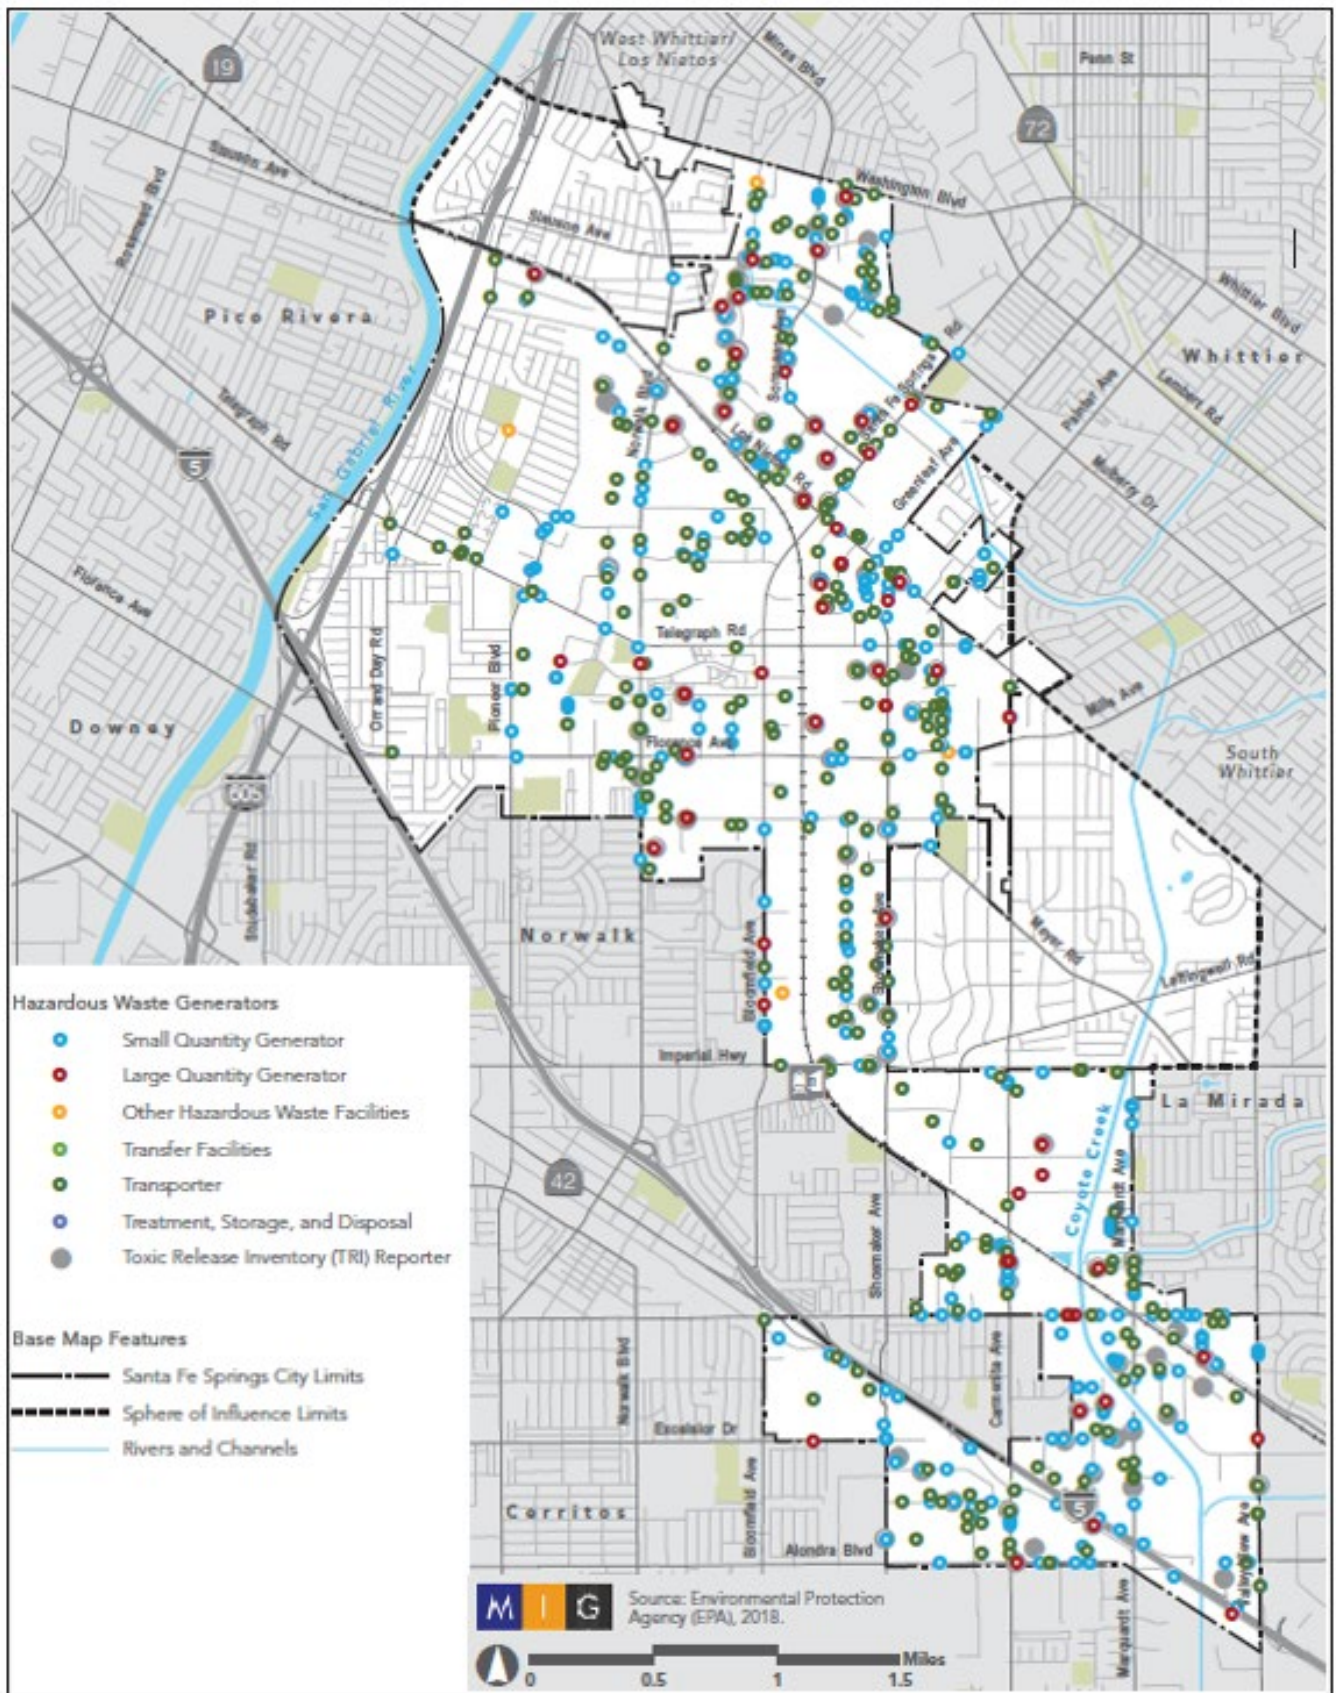 West Whittier/
Los Nietos
Mines Blvd
Penn St
19
72
Slauson Ave
Rosemead Blvd
Washington Blvd
Slauson Ave
Whittier Blvd
Pico Rivera
Whittier
Santa Fe Springs Rd
Painter Ave
Lambert Rd
Telegraph Rd
San Gabriel River
Norwalk Blvd
Los Nietos Rd
Greenleaf Ave
Mulberry Dr
5
Florence Ave
Telegraph Rd
Orr and Day Rd
Pioneer Blvd
Mills Ave
Downey
Florence Ave
South
Whittier
605
Studebaker Rd
Norwalk
Bloomfield Ave
Meyer Rd
Leffingwell Rd
Imperial Hwy
La Mirada
Coyote Creek
Marquardt Ave
42
Shoemaker Ave
Norwalk Blvd
Carmenita Ave
Excelsior Dr
Cerritos
Bloomfield Ave
5
Alondra Blvd
Valley View Ave
Marquardt Ave
Hazardous Waste Generators
Small Quantity Generator
Large Quantity Generator
Other Hazardous Waste Facilities
Transfer Facilities
Transporter
Treatment, Storage, and Disposal
Toxic Release Inventory (TRI) Reporter
Base Map Features
Santa Fe Springs City Limits
Sphere of Influence Limits
Rivers and Channels
M I G
Source: Environmental Protection
Agency (EPA), 2018.
Miles
0 0.5 1 1.5